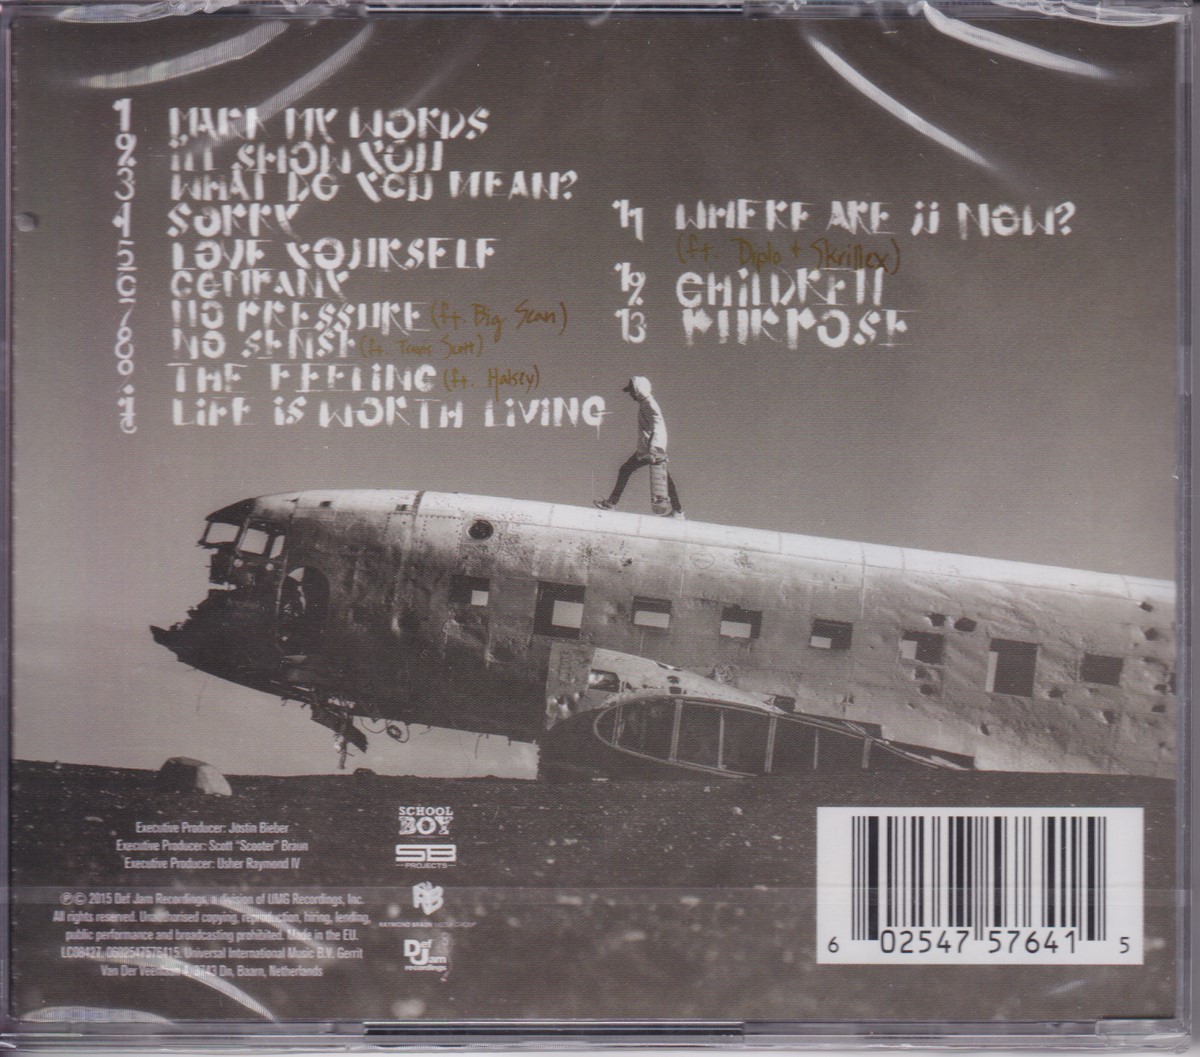 1 MARK MY WORDS
2 I'll SHOW YOU
3 WHAT DO YOU MEAN?
4 SORRY
5 LOVE YOURSELF
6 COMPANY
7 NO PRESSURE (ft. Big Sean)
8 NO SENSE (ft. Travis Scott)
9 THE FEELING (ft. Halsey)
10 LIFE IS WORTH LIVING
11 WHERE ARE Ü NOW?
(ft. Diplo + Skrillex)
12 CHILDREN
13 PURPOSE
Executive Producer: Justin Bieber
Executive Producer: Scott "Scooter" Braun
Executive Producer: Usher Raymond IV
℗© 2015 Def Jam Recordings, a division of UMG Recordings, Inc.
All rights reserved. Unauthorised copying, reproduction, hiring, lending,
public performance and broadcasting prohibited. Made in the EU.
LC08427. 0602547576415. Universal International Music B.V. Gerrit
Van Der Veenlaan 4, 3743 Dn, Baarn, Netherlands
SCHOOL
BOY
SB
PROJECTS
RB
RAYMOND BRAUN MEDIA GROUP
Def
Jam
recordings
6 02547 57641 5